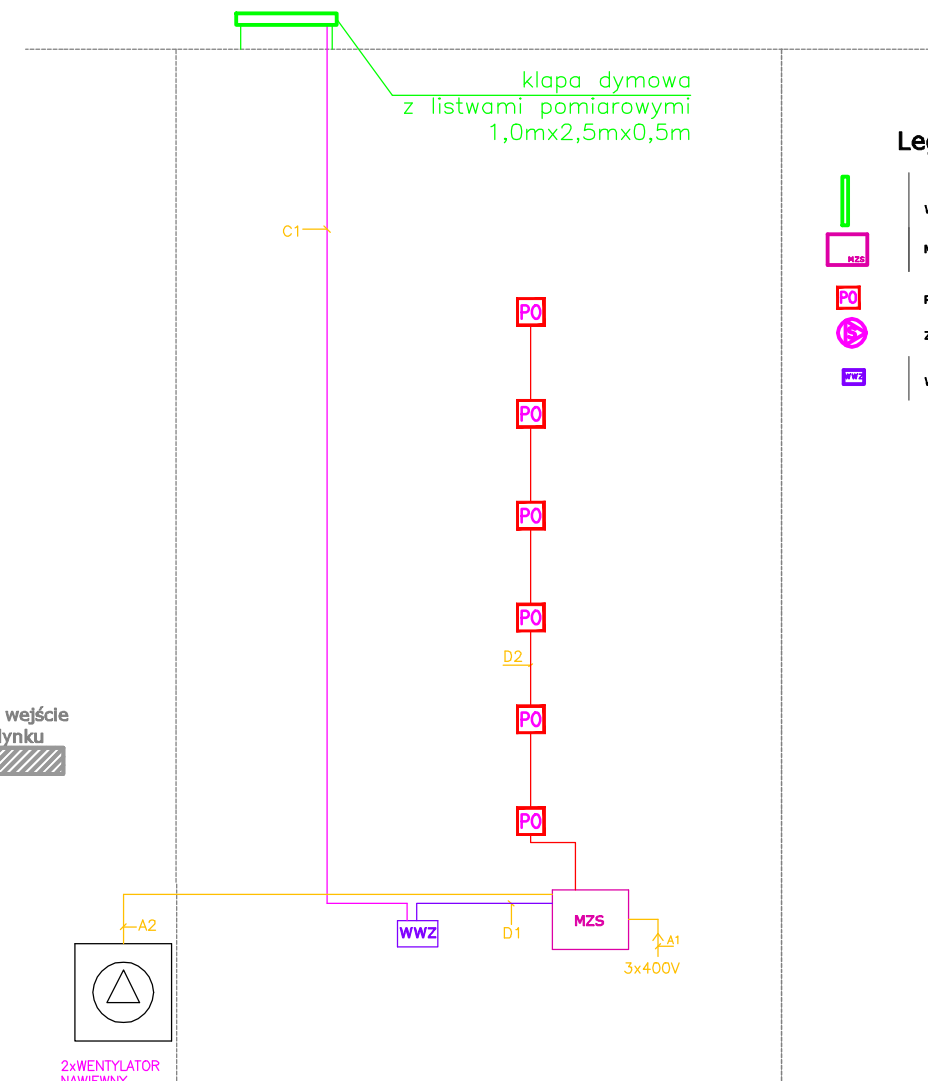 klapa dymowa
z listwami pomiarowymi
1,0mx2,5mx0,5m
C1
MZS
PO
S
WWZ
PO
PO
PO
PO
D2
PO
PO
wejście
A2
WWZ
D1
MZS
A1
3x400V
2xWENTYLATOR
NAWIEWNY